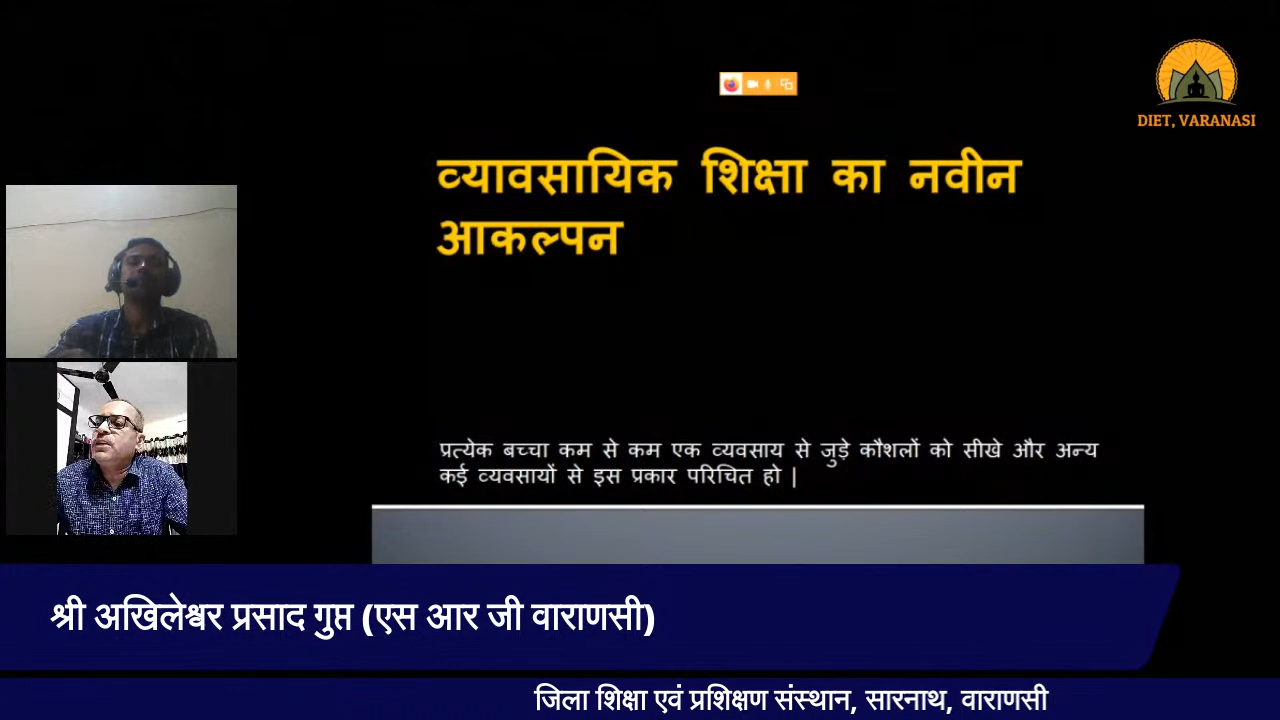 DIET, VARANASI
व्यावसायिक शिक्षा का नवीन
आकल्पन
प्रत्येक बच्चा कम से कम एक व्यवसाय से जुड़े कौशलों को सीखे और अन्य
कई व्यवसायों से इस प्रकार परिचित हो |
श्री अखिलेश्वर प्रसाद गुप्त (एस आर जी वाराणसी)
जिला शिक्षा एवं प्रशिक्षण संस्थान, सारनाथ, वाराणसी